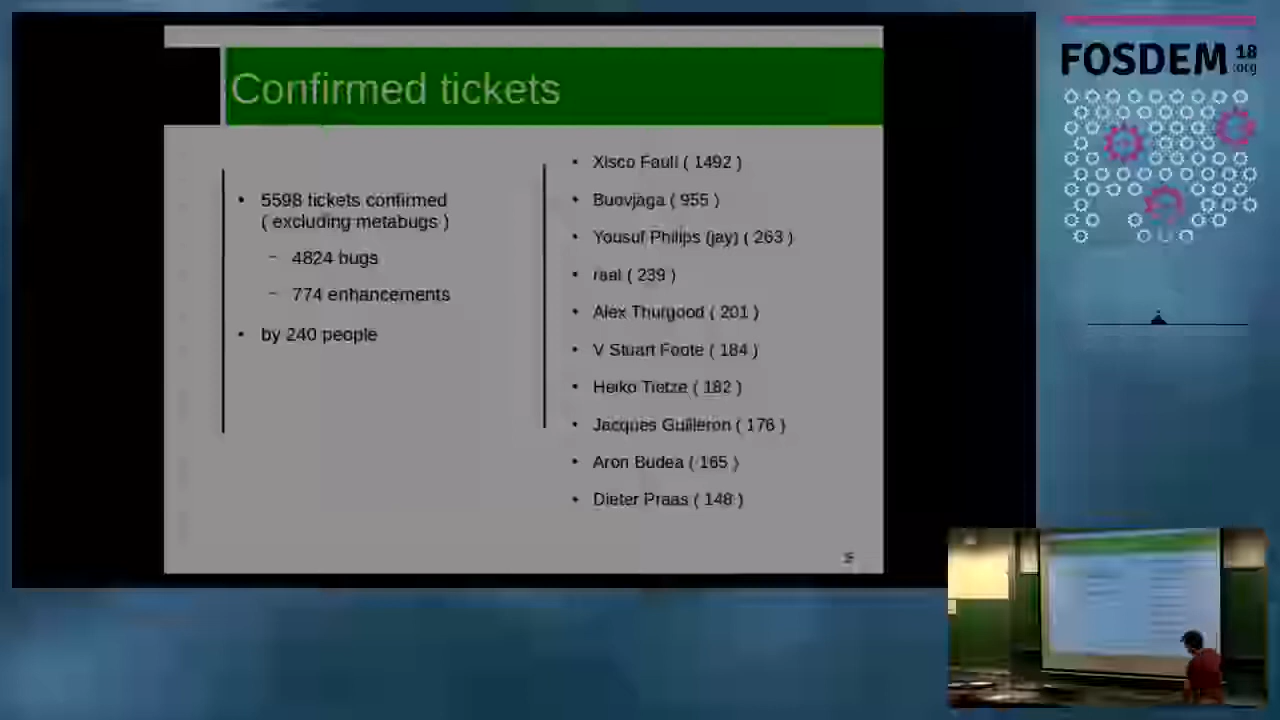 Confirmed tickets
5598 tickets confirmed
( excluding metabugs )
4824 bugs
774 enhancements
by 240 people
Xisco Faulí ( 1492 )
Buovjaga ( 955 )
Yousuf Philips (jay) ( 263 )
raal ( 239 )
Alex Thurgood ( 201 )
V Stuart Foote ( 184 )
Heiko Tietze ( 182 )
Jacques Guilleron ( 176 )
Aron Budea ( 165 )
Dieter Praas ( 148 )
FOSDEM 18
.org